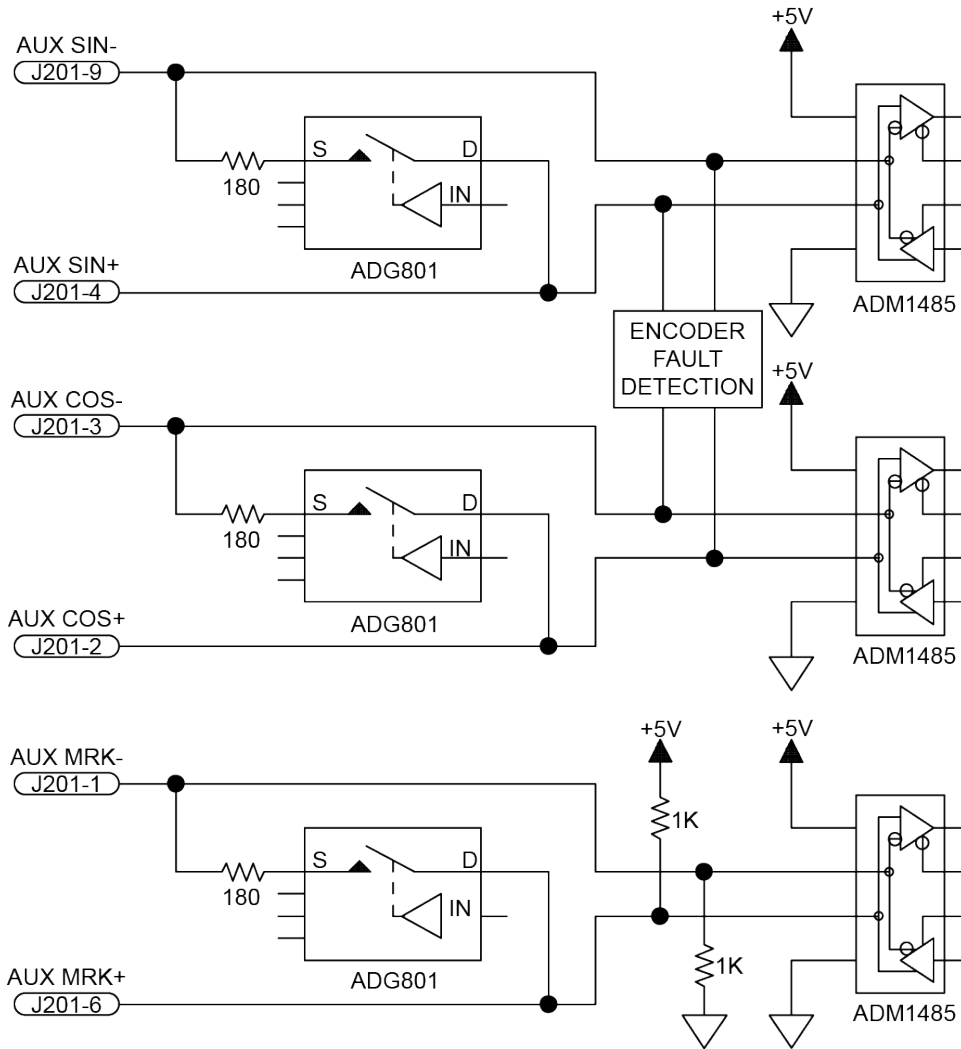 +5V
AUX SIN-
J201-9
S
D
180
IN
ADG801
AUX SIN+
J201-4
ADM1485
ENCODER
FAULT
DETECTION
+5V
AUX COS-
J201-3
S
D
180
IN
ADG801
AUX COS+
J201-2
ADM1485
+5V
+5V
AUX MRK-
J201-1
1K
S
D
180
IN
ADG801
1K
AUX MRK+
J201-6
ADM1485